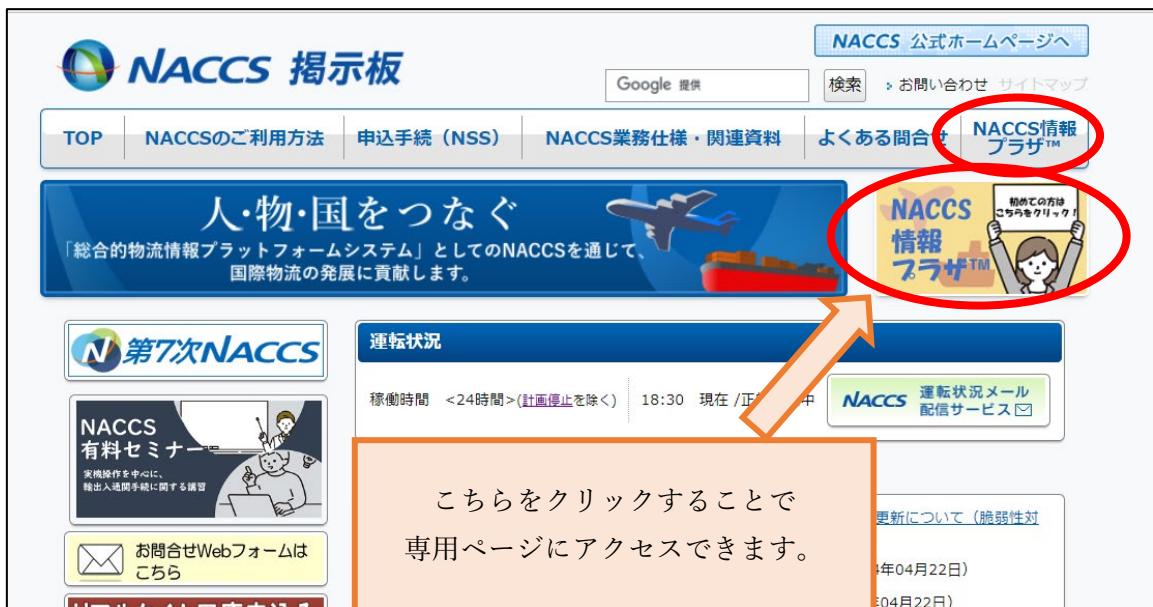 NACCS 掲示板
NACCS 公式ホームページへ
Google 提供
検索
お問い合わせ サイトマップ
TOP
NACCSのご利用方法
申込手続（NSS）
NACCS業務仕様・関連資料
よくある問合せ
NACCS情報
プラザ™
人・物・国をつなぐ
「総合的物流情報プラットフォームシステム」としてのNACCSを通じて、
国際物流の発展に貢献します。
NACCS
情報
プラザ™
初めての方は
こちらをクリック！
第7次NACCS
運転状況
稼働時間 <24時間>(計画停止を除く) 18:30 現在 /正 中
NACCS 運転状況メール
配信サービス
NACCS
有料セミナー
実機操作を中心に、
輸出入通関手続に関する講習
こちらをクリックすることで
専用ページにアクセスできます。
更新について（脆弱性対
お問合せWebフォームは
こちら
年04月22日）
04月22日）